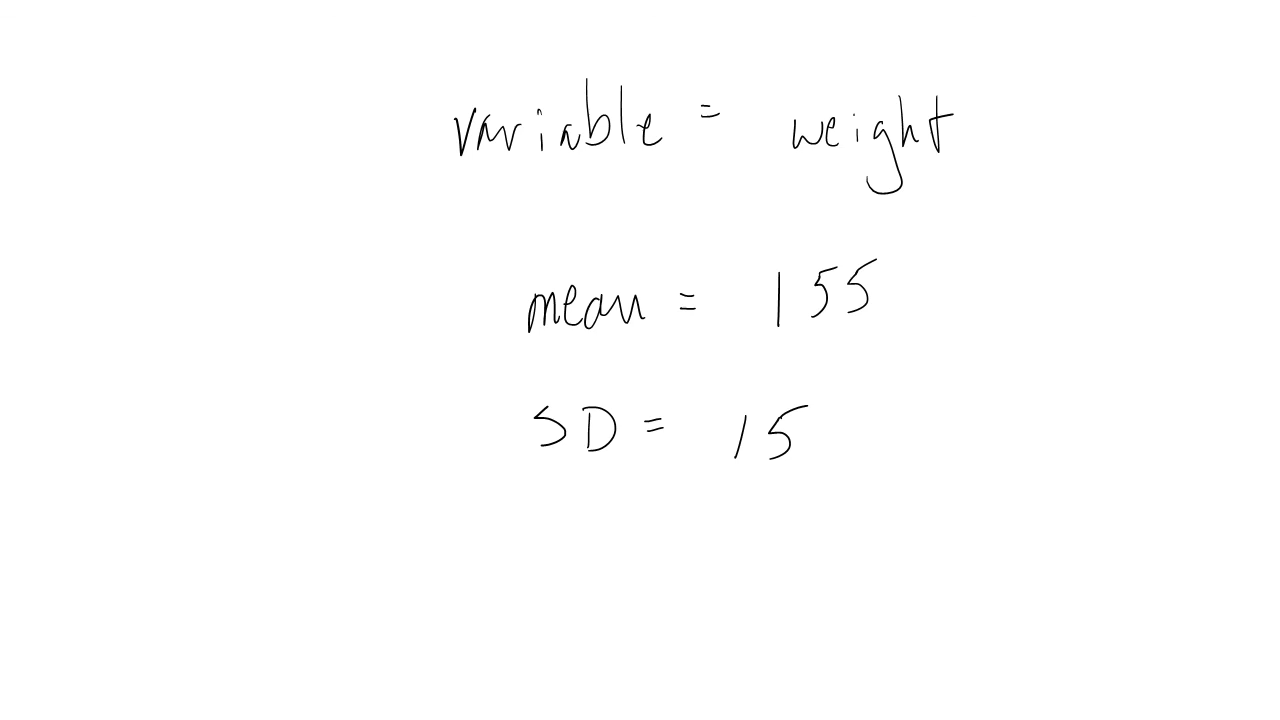 variable = weight
mean = 155
SD = 15